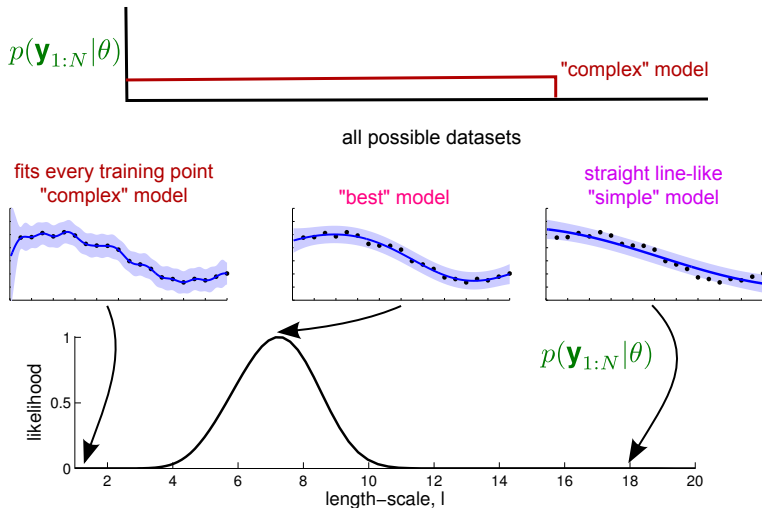 p(y₁:N|θ)
"complex" model
all possible datasets
fits every training point
"complex" model
"best" model
straight line-like
"simple" model
p(y₁:N|θ)
likelihood
1
0.5
0
2 4 6 8 10 12 14 16 18 20
length−scale, l